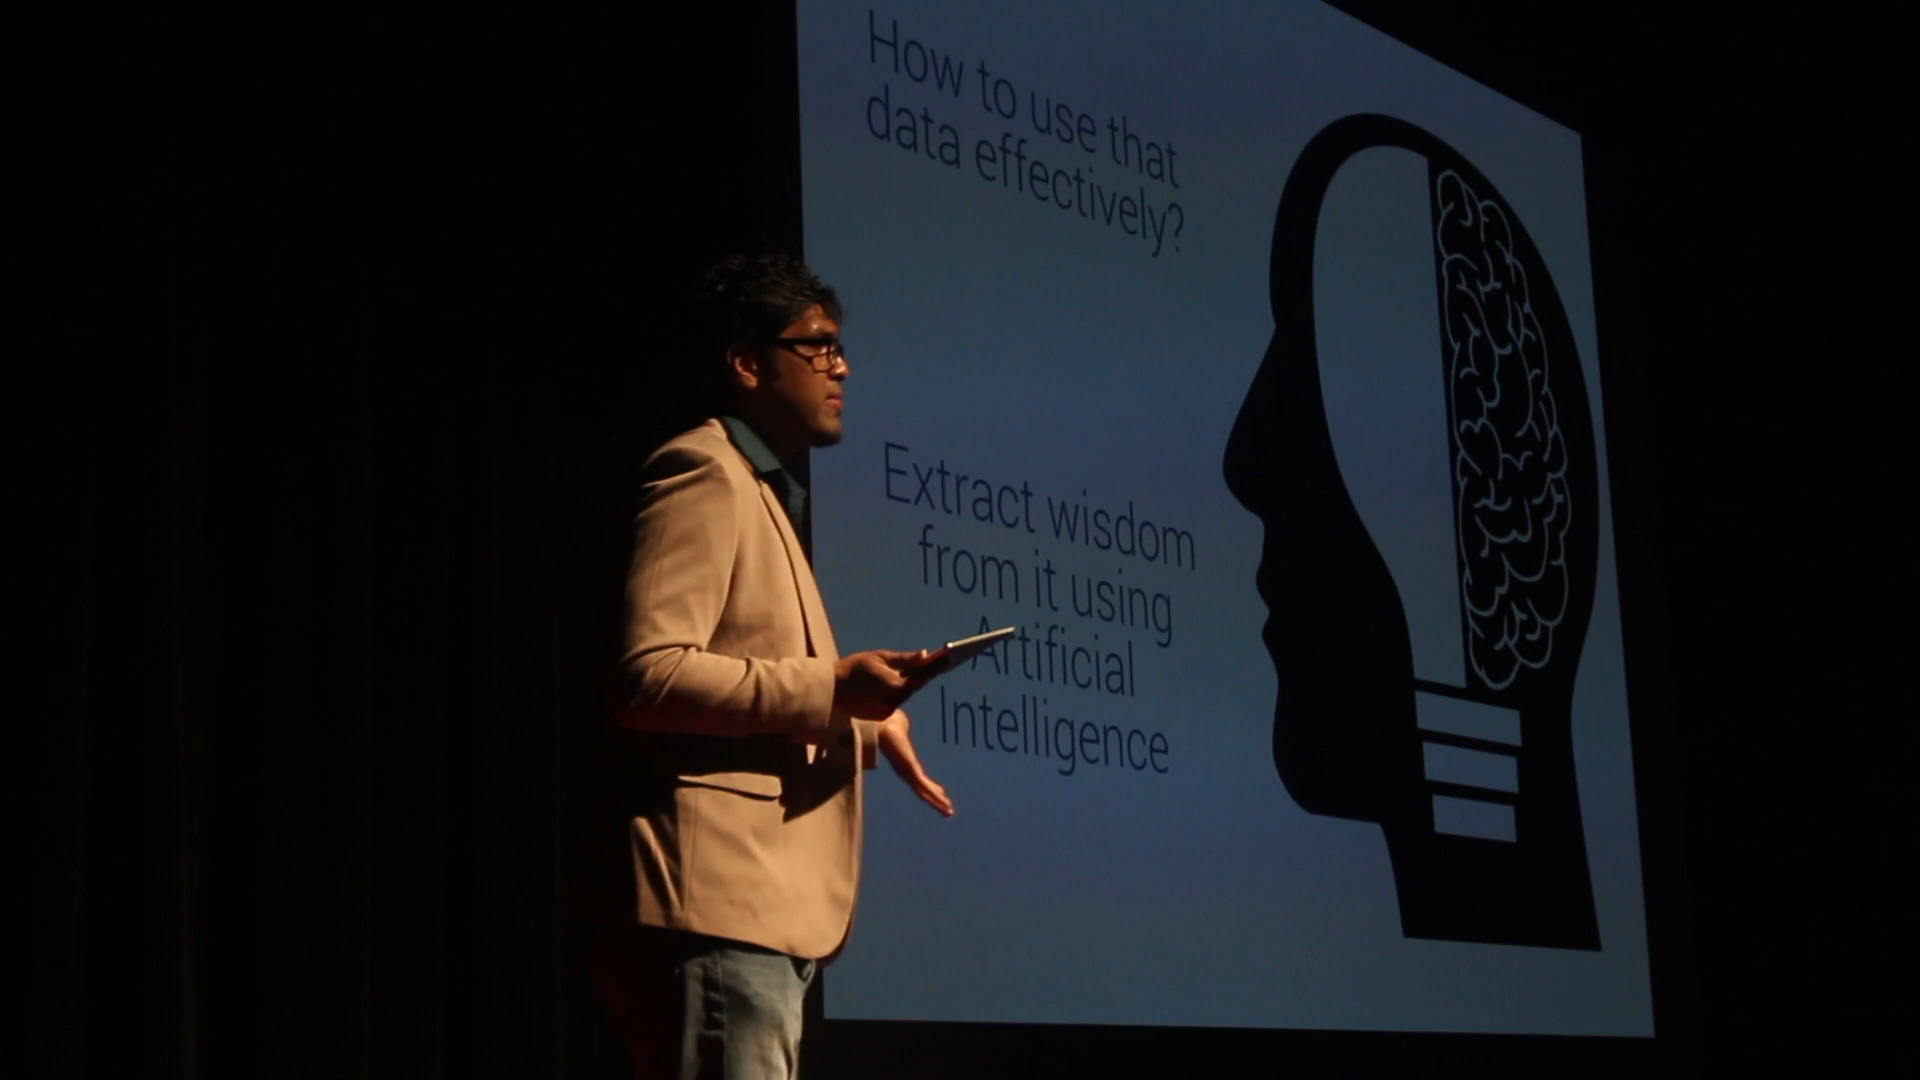 How to use that
data effectively?
Extract wisdom
from it using
Artificial
Intelligence